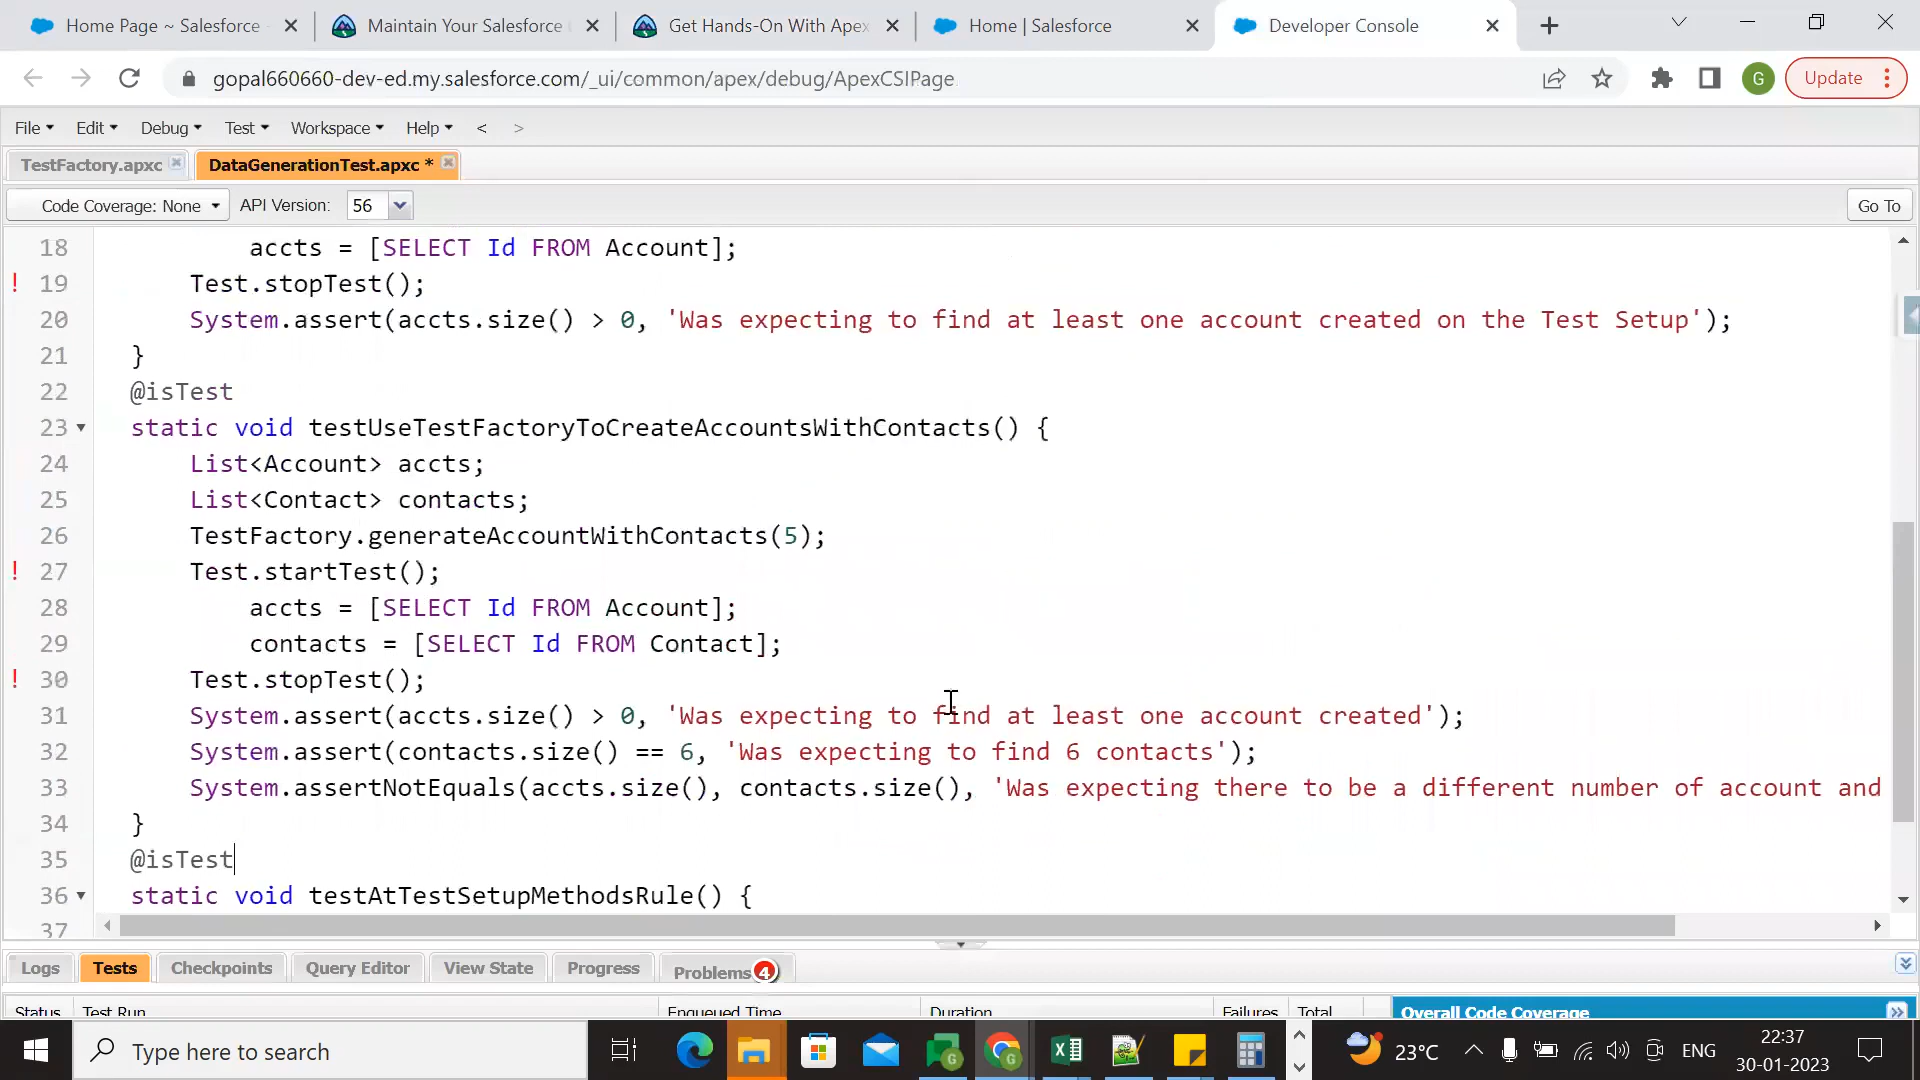 Home Page ~ Salesforce
Maintain Your Salesforce
Get Hands-On With Apex
Home | Salesforce
Developer Console
gopal660660-dev-ed.my.salesforce.com/_ui/common/apex/debug/ApexCSIPage
G
Update
File
Edit
Debug
Test
Workspace
Help
<
>
TestFactory.apxc
DataGenerationTest.apxc *
Code Coverage: None
API Version:
56
Go To
18 accts = [SELECT Id FROM Account];
! 19 Test.stopTest();
20 System.assert(accts.size() > 0, 'Was expecting to find at least one account created on the Test Setup');
21 }
22 @isTest
23 static void testUseTestFactoryToCreateAccountsWithContacts() {
24 List<Account> accts;
25 List<Contact> contacts;
26 TestFactory.generateAccountWithContacts(5);
! 27 Test.startTest();
28 accts = [SELECT Id FROM Account];
29 contacts = [SELECT Id FROM Contact];
! 30 Test.stopTest();
31 System.assert(accts.size() > 0, 'Was expecting to find at least one account created');
32 System.assert(contacts.size() == 6, 'Was expecting to find 6 contacts');
33 System.assertNotEquals(accts.size(), contacts.size(), 'Was expecting there to be a different number of account and
34 }
35 @isTest
36 static void testAtTestSetupMethodsRule() {
37
Logs
Tests
Checkpoints
Query Editor
View State
Progress
Problems 4
Status
Test Run
Enqueued Time
Duration
Failures
Total
Overall Code Coverage
Type here to search
23°C
ENG
22:37
30-01-2023